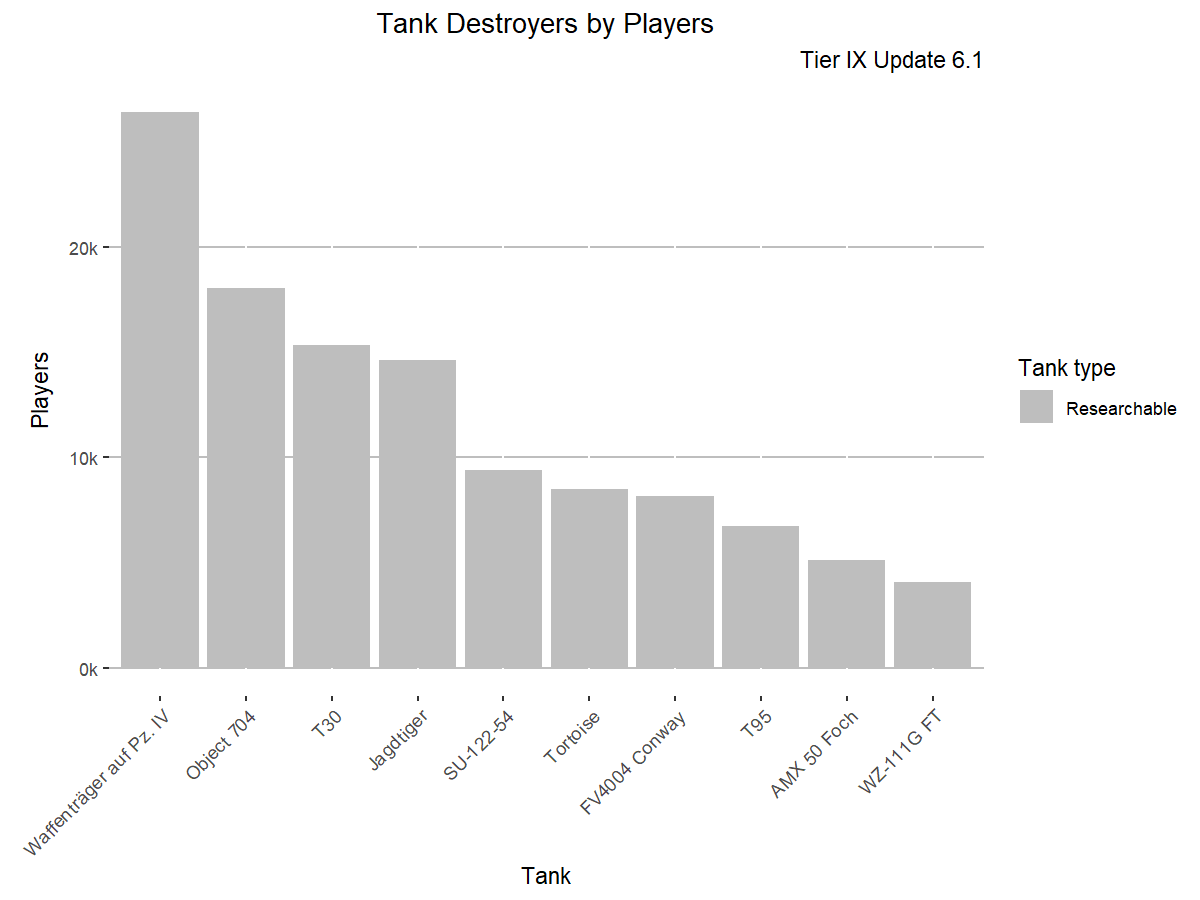 Tank Destroyers by Players
Tier IX Update 6.1
Players
20k
10k
0k
Waffenträger auf Pz. IV
Object 704
T30
Jagdtiger
SU-122-54
Tortoise
FV4004 Conway
T95
AMX 50 Foch
WZ-111G FT
Tank
Tank type
Researchable